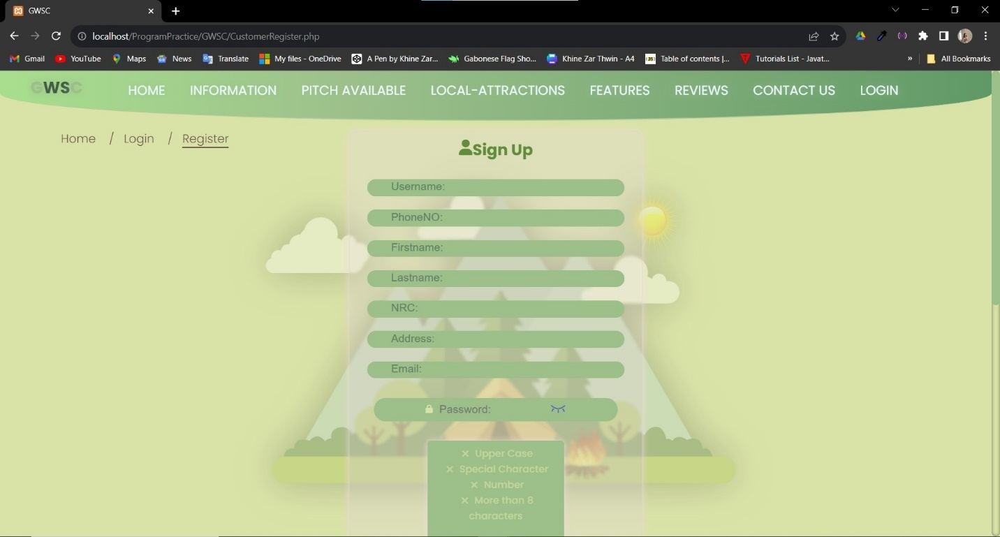 GWSC
localhost/ProgramPractice/GWSC/CustomerRegister.php
Gmail YouTube Maps News Translate My files - OneDrive A Pen by Khine Zar... Gabonese Flag Sho... Khine Zar Thwin - A4 JS Table of contents |... T Tutorials List - Javat... » All Bookmarks
GWSC HOME INFORMATION PITCH AVAILABLE LOCAL-ATTRACTIONS FEATURES REVIEWS CONTACT US LOGIN
Home / Login / Register
Sign Up
Username:
PhoneNO:
Firstname:
Lastname:
NRC:
Address:
Email:
Password:
× Upper Case
× Special Character
× Number
× More than 8
characters